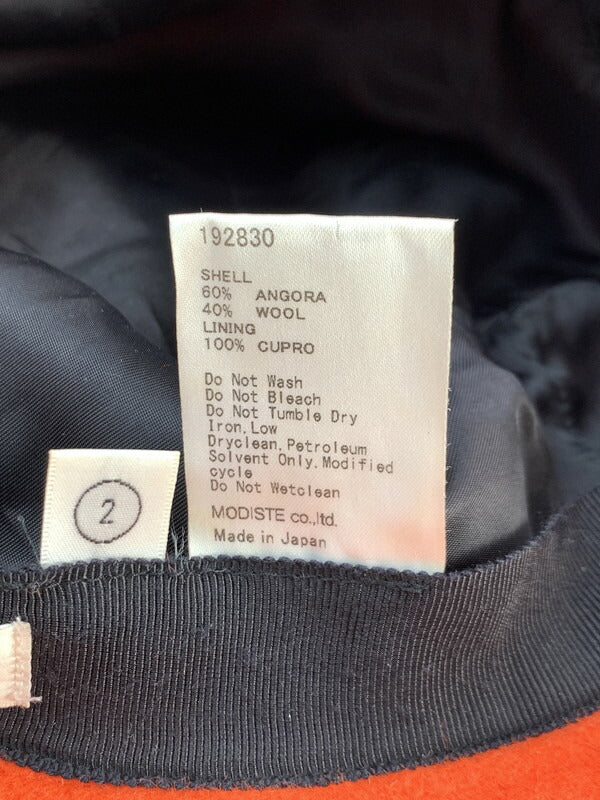 192830
SHELL
60% ANGORA
40% WOOL
LINING
100% CUPRO
Do Not Wash
Do Not Bleach
Do Not Tumble Dry
Iron,Low
Dryclean,Petroleum
Solvent Only,Modified
cycle
Do Not Wetclean
MODISTE co.,ltd.
Made in Japan
2